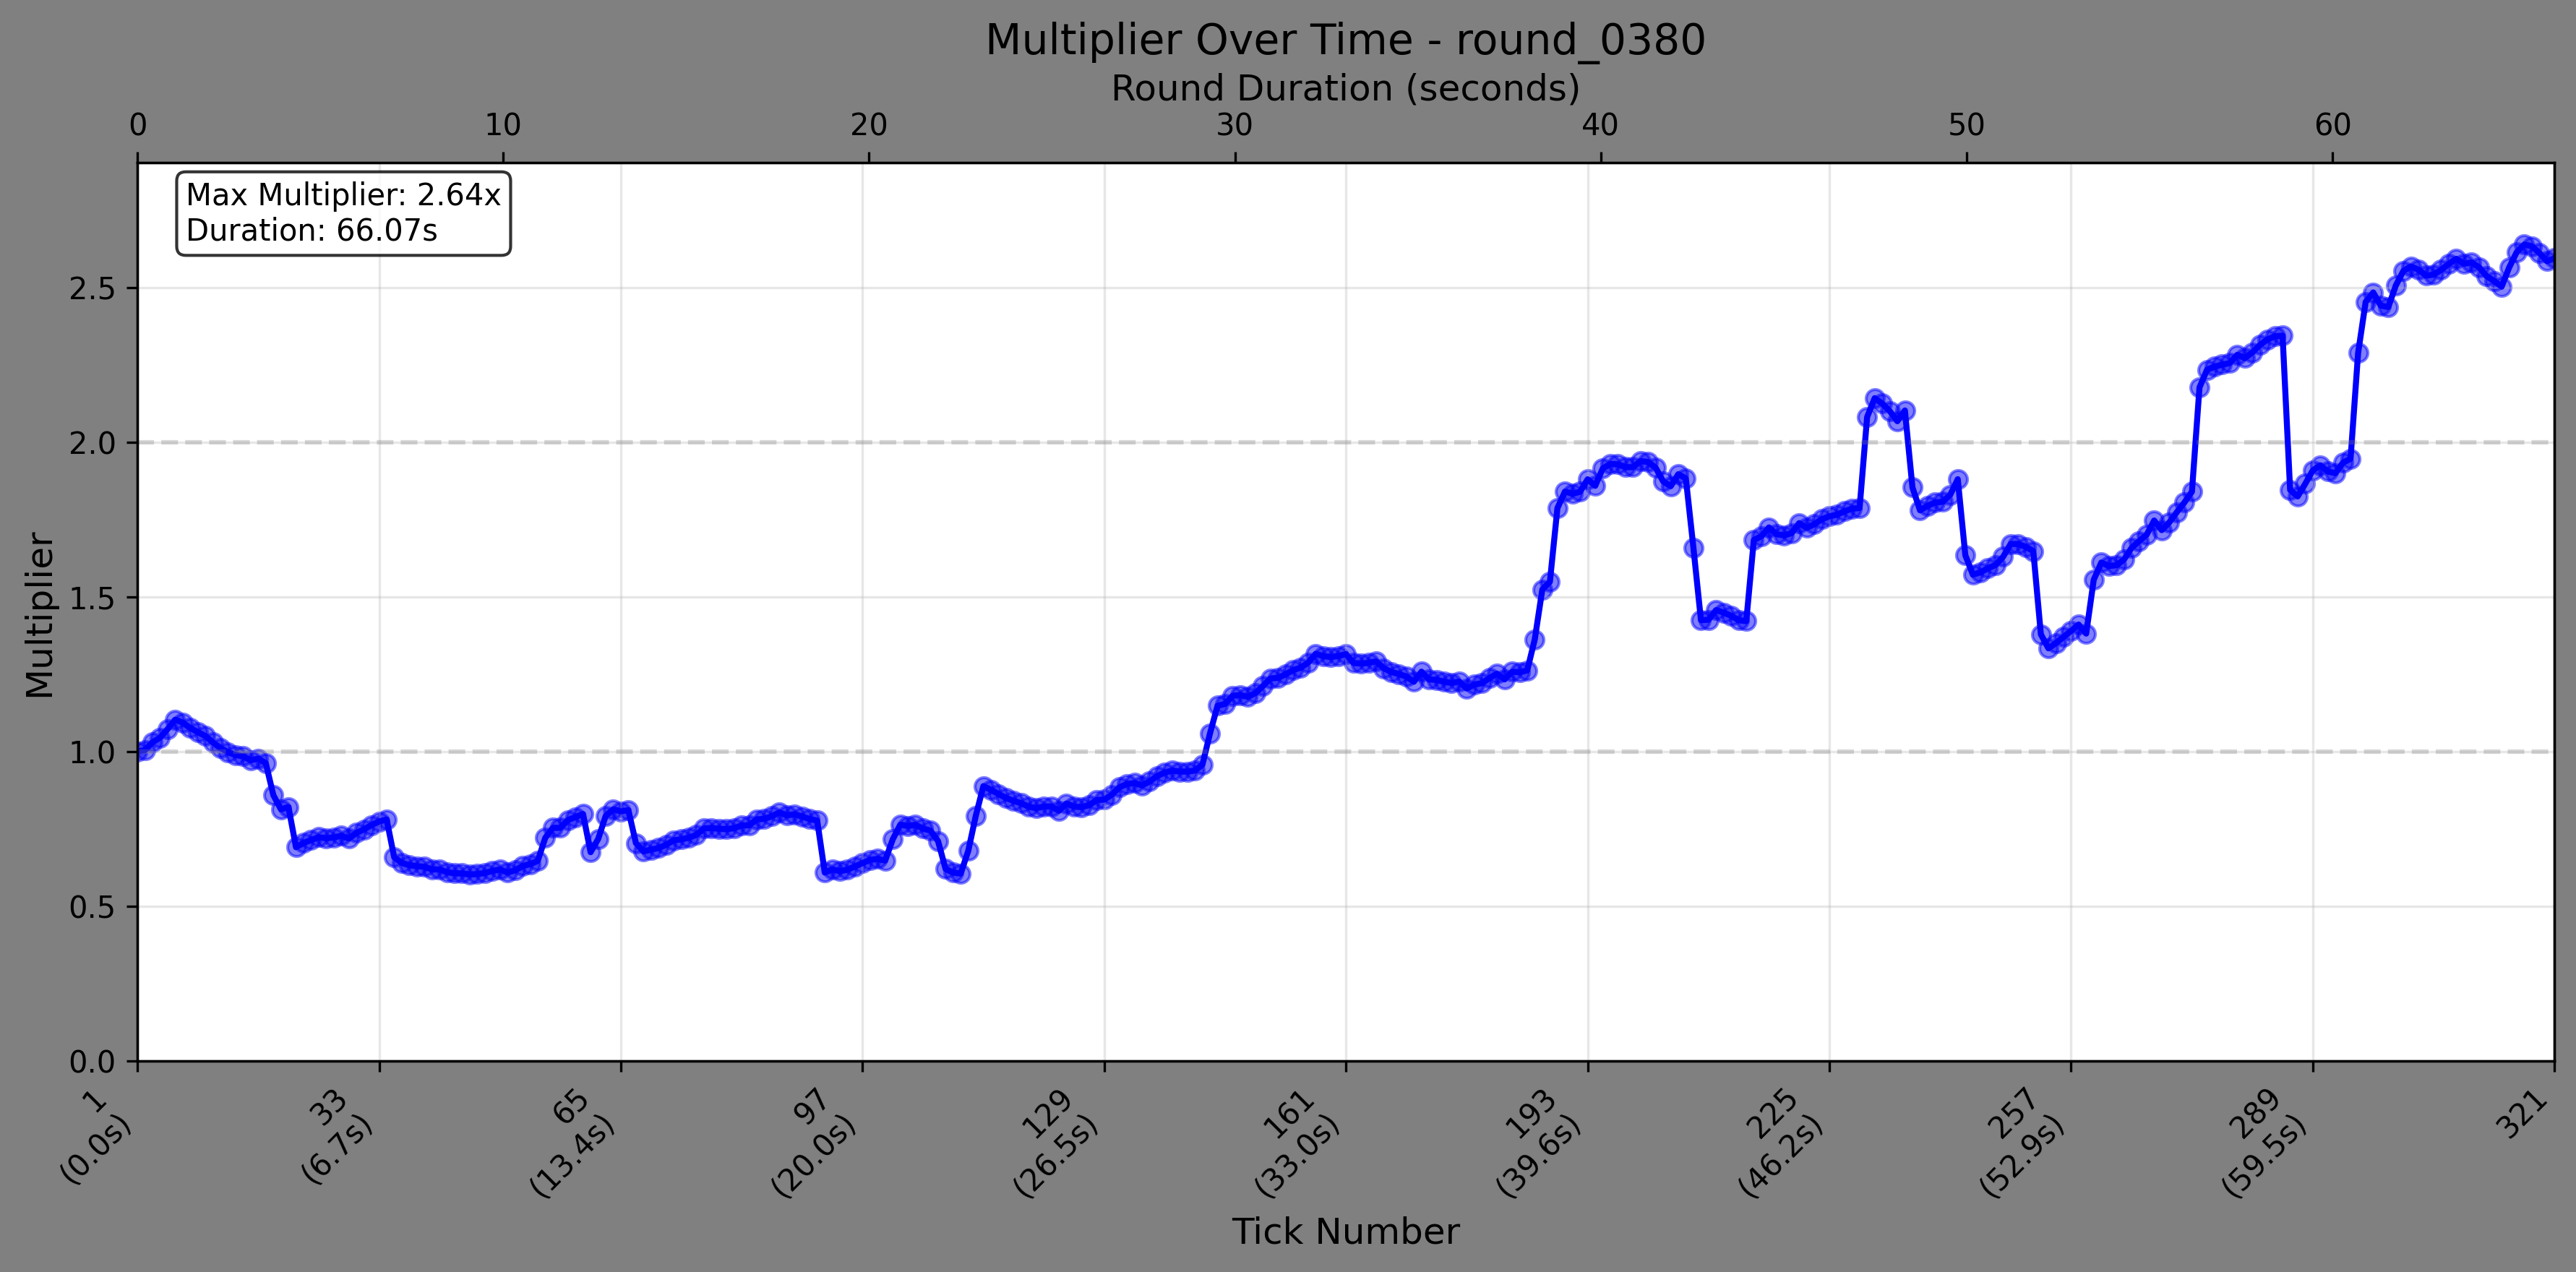 Multiplier Over Time - round_0380
Round Duration (seconds)
0 10 20 30 40 50 60
Max Multiplier: 2.64x
Duration: 66.07s
Multiplier
2.5
2.0
1.5
1.0
0.5
0.0
1
(0.0s)
33
(6.7s)
65
(13.4s)
97
(20.0s)
129
(26.5s)
161
(33.0s)
193
(39.6s)
225
(46.2s)
257
(52.9s)
289
(59.5s)
321
Tick Number